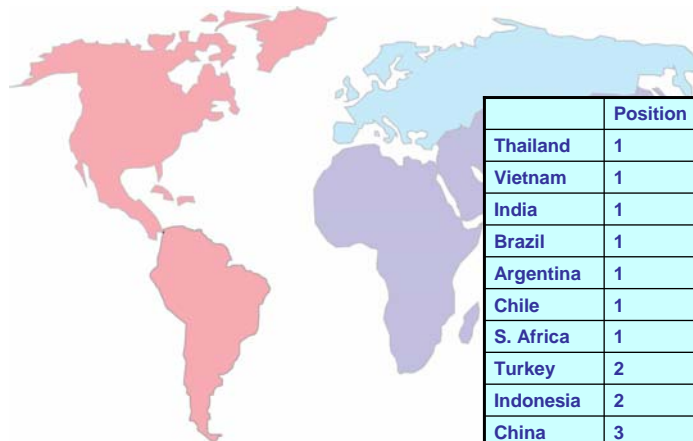 Position
Thailand 1
Vietnam 1
India 1
Brazil 1
Argentina 1
Chile 1
S. Africa 1
Turkey 2
Indonesia 2
China 3